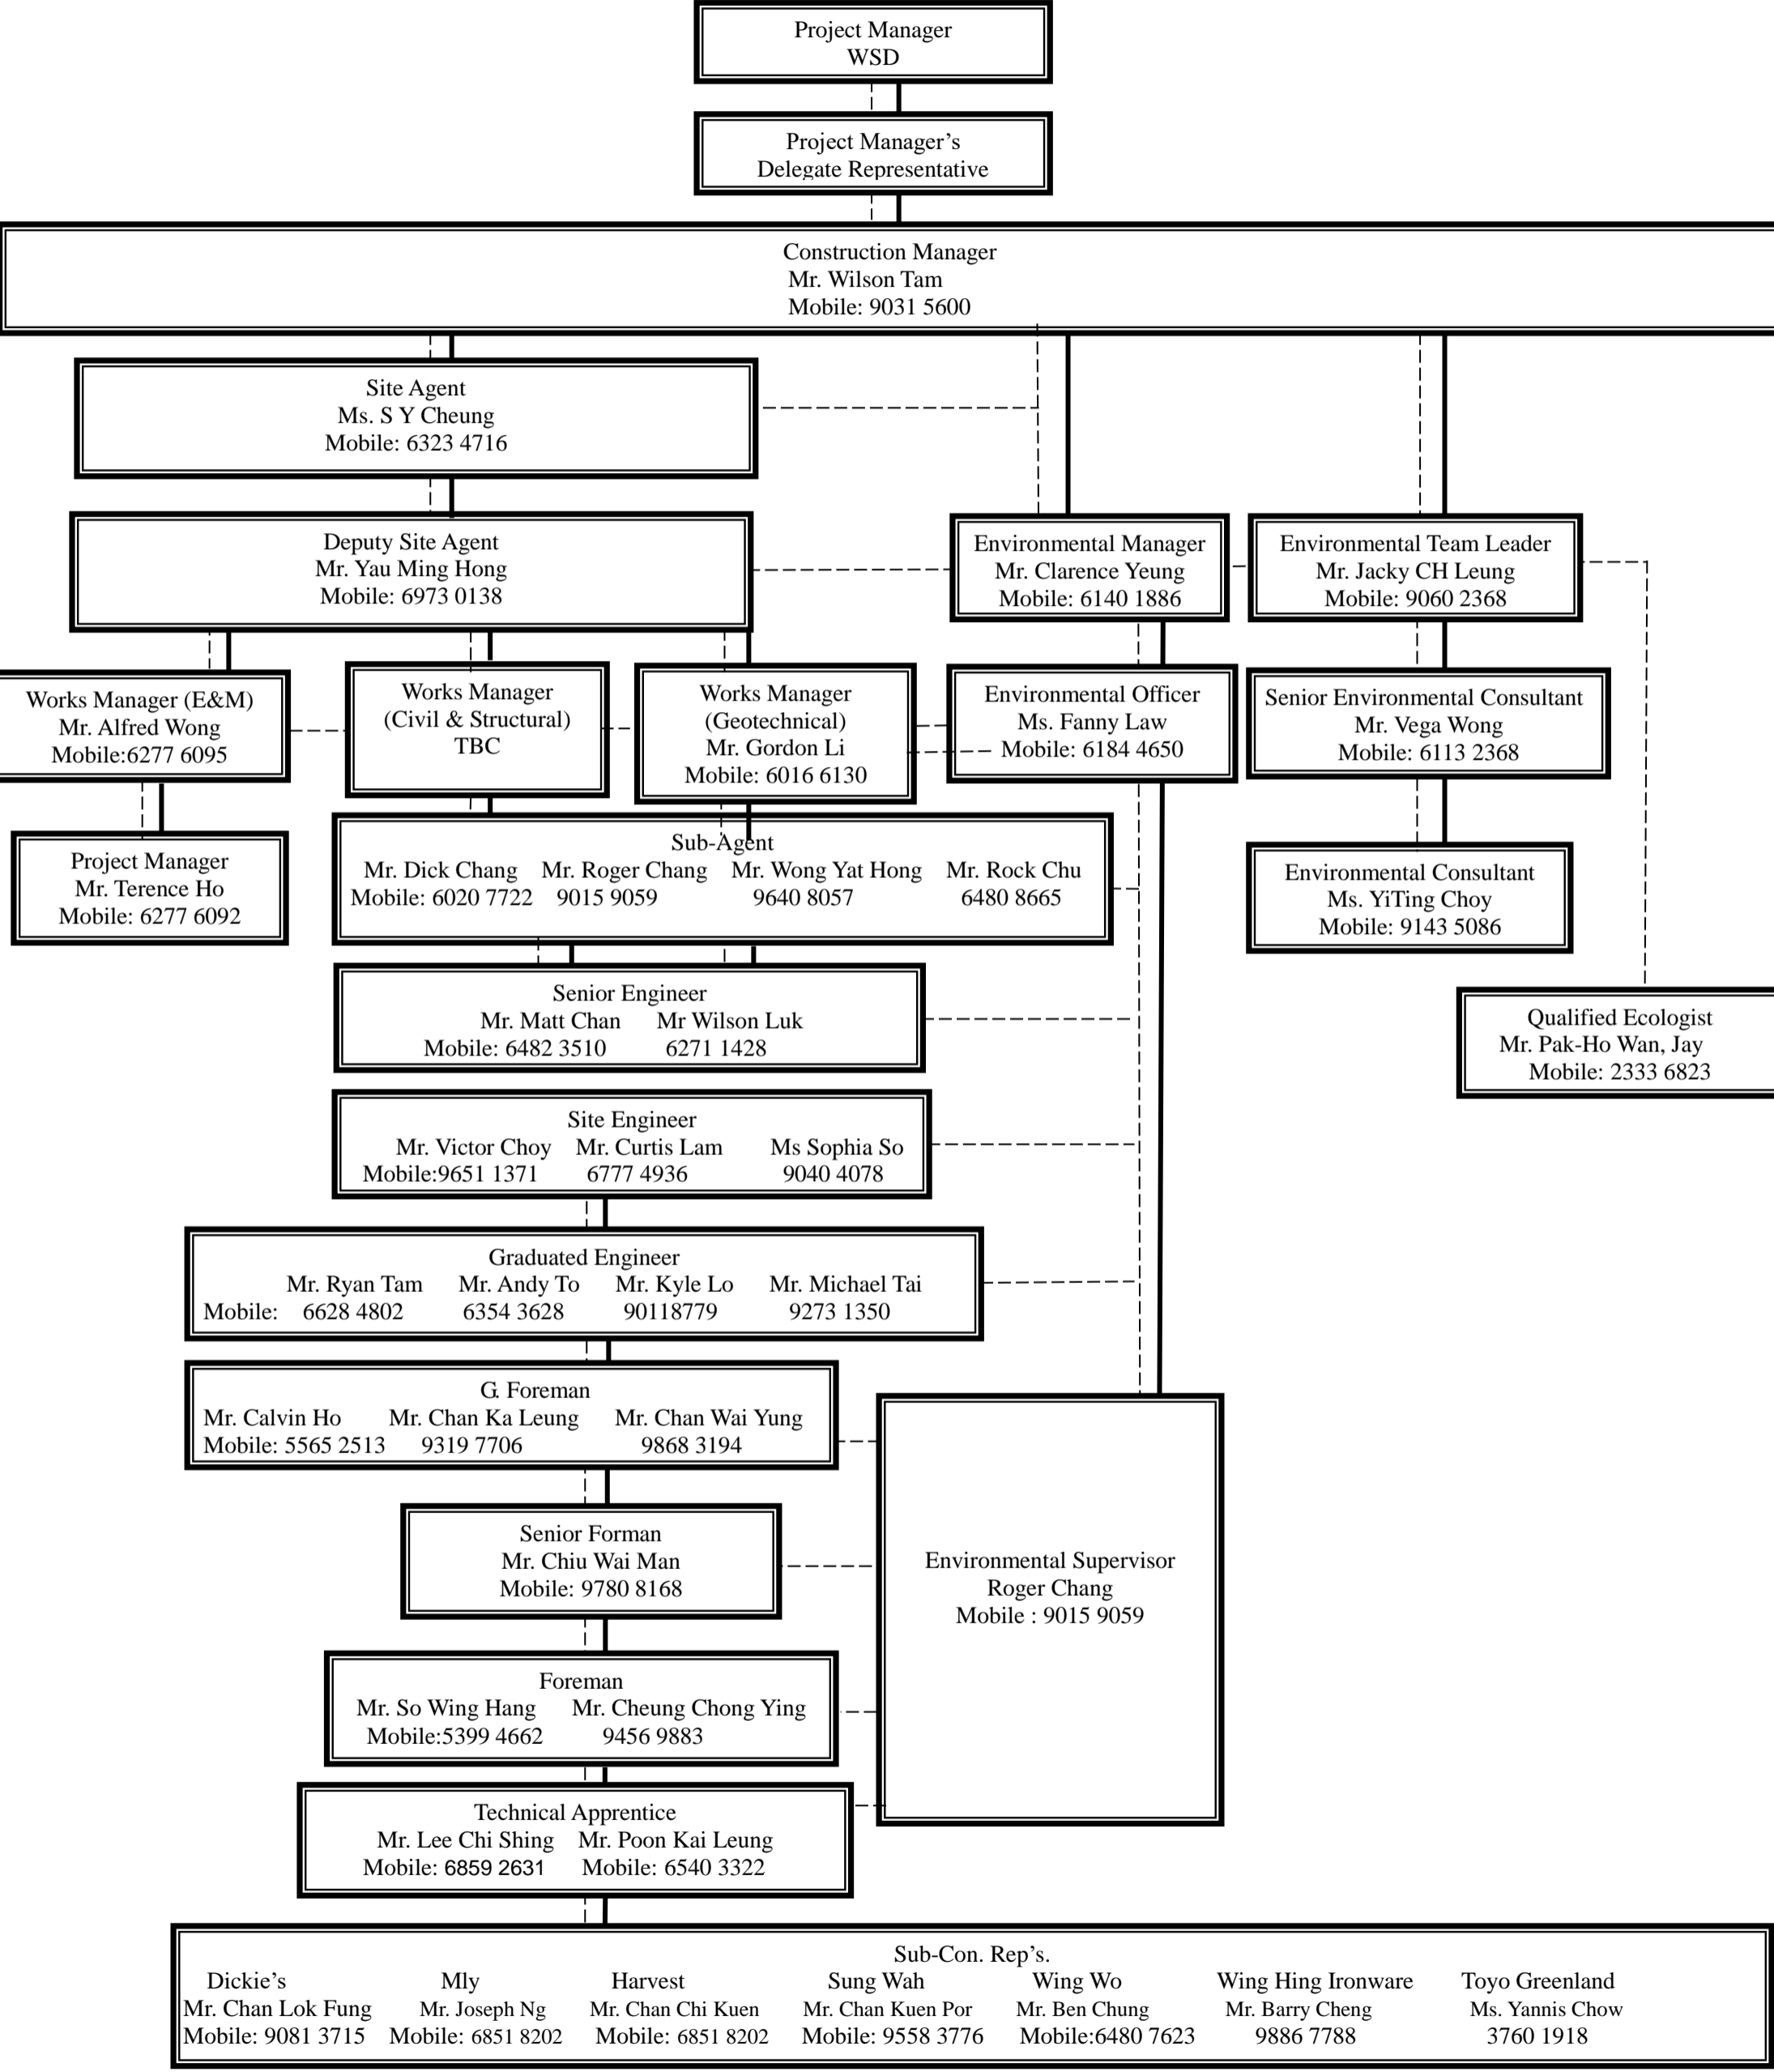 Project Manager
WSD
Project Manager’s
Delegate Representative
Construction Manager
Mr. Wilson Tam
Mobile: 9031 5600
Site Agent
Ms. S Y Cheung
Mobile: 6323 4716
Deputy Site Agent
Mr. Yau Ming Hong
Mobile: 6973 0138
Environmental Manager
Mr. Clarence Yeung
Mobile: 6140 1886
Environmental Team Leader
Mr. Jacky CH Leung
Mobile: 9060 2368
Works Manager (E&M)
Mr. Alfred Wong
Mobile:6277 6095
Works Manager
(Civil & Structural)
TBC
Works Manager
(Geotechnical)
Mr. Gordon Li
Mobile: 6016 6130
Environmental Officer
Ms. Fanny Law
Mobile: 6184 4650
Senior Environmental Consultant
Mr. Vega Wong
Mobile: 6113 2368
Project Manager
Mr. Terence Ho
Mobile: 6277 6092
Sub-Agent
Mr. Dick Chang Mr. Roger Chang Mr. Wong Yat Hong Mr. Rock Chu
Mobile: 6020 7722 9015 9059 9640 8057 6480 8665
Environmental Consultant
Ms. YiTing Choy
Mobile: 9143 5086
Senior Engineer
Mr. Matt Chan Mr Wilson Luk
Mobile: 6482 3510 6271 1428
Qualified Ecologist
Mr. Pak-Ho Wan, Jay
Mobile: 2333 6823
Site Engineer
Mr. Victor Choy Mr. Curtis Lam Ms Sophia So
Mobile:9651 1371 6777 4936 9040 4078
Graduated Engineer
Mr. Ryan Tam Mr. Andy To Mr. Kyle Lo Mr. Michael Tai
Mobile: 6628 4802 6354 3628 90118779 9273 1350
G. Foreman
Mr. Calvin Ho Mr. Chan Ka Leung Mr. Chan Wai Yung
Mobile: 5565 2513 9319 7706 9868 3194
Senior Forman
Mr. Chiu Wai Man
Mobile: 9780 8168
Environmental Supervisor
Roger Chang
Mobile : 9015 9059
Foreman
Mr. So Wing Hang Mr. Cheung Chong Ying
Mobile:5399 4662 9456 9883
Technical Apprentice
Mr. Lee Chi Shing Mr. Poon Kai Leung
Mobile: 6859 2631 Mobile: 6540 3322
Sub-Con. Rep’s.
Dickie’s Mly Harvest Sung Wah Wing Wo Wing Hing Ironware Toyo Greenland
Mr. Chan Lok Fung Mr. Joseph Ng Mr. Chan Chi Kuen Mr. Chan Kuen Por Mr. Ben Chung Mr. Barry Cheng Ms. Yannis Chow
Mobile: 9081 3715 Mobile: 6851 8202 Mobile: 6851 8202 Mobile: 9558 3776 Mobile:6480 7623 9886 7788 3760 1918